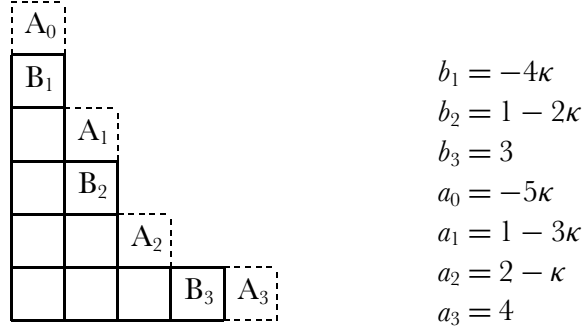 A₀
B₁
A₁
B₂
A₂
B₃ A₃
b₁ = −4κ
b₂ = 1 − 2κ
b₃ = 3
a₀ = −5κ
a₁ = 1 − 3κ
a₂ = 2 − κ
a₃ = 4